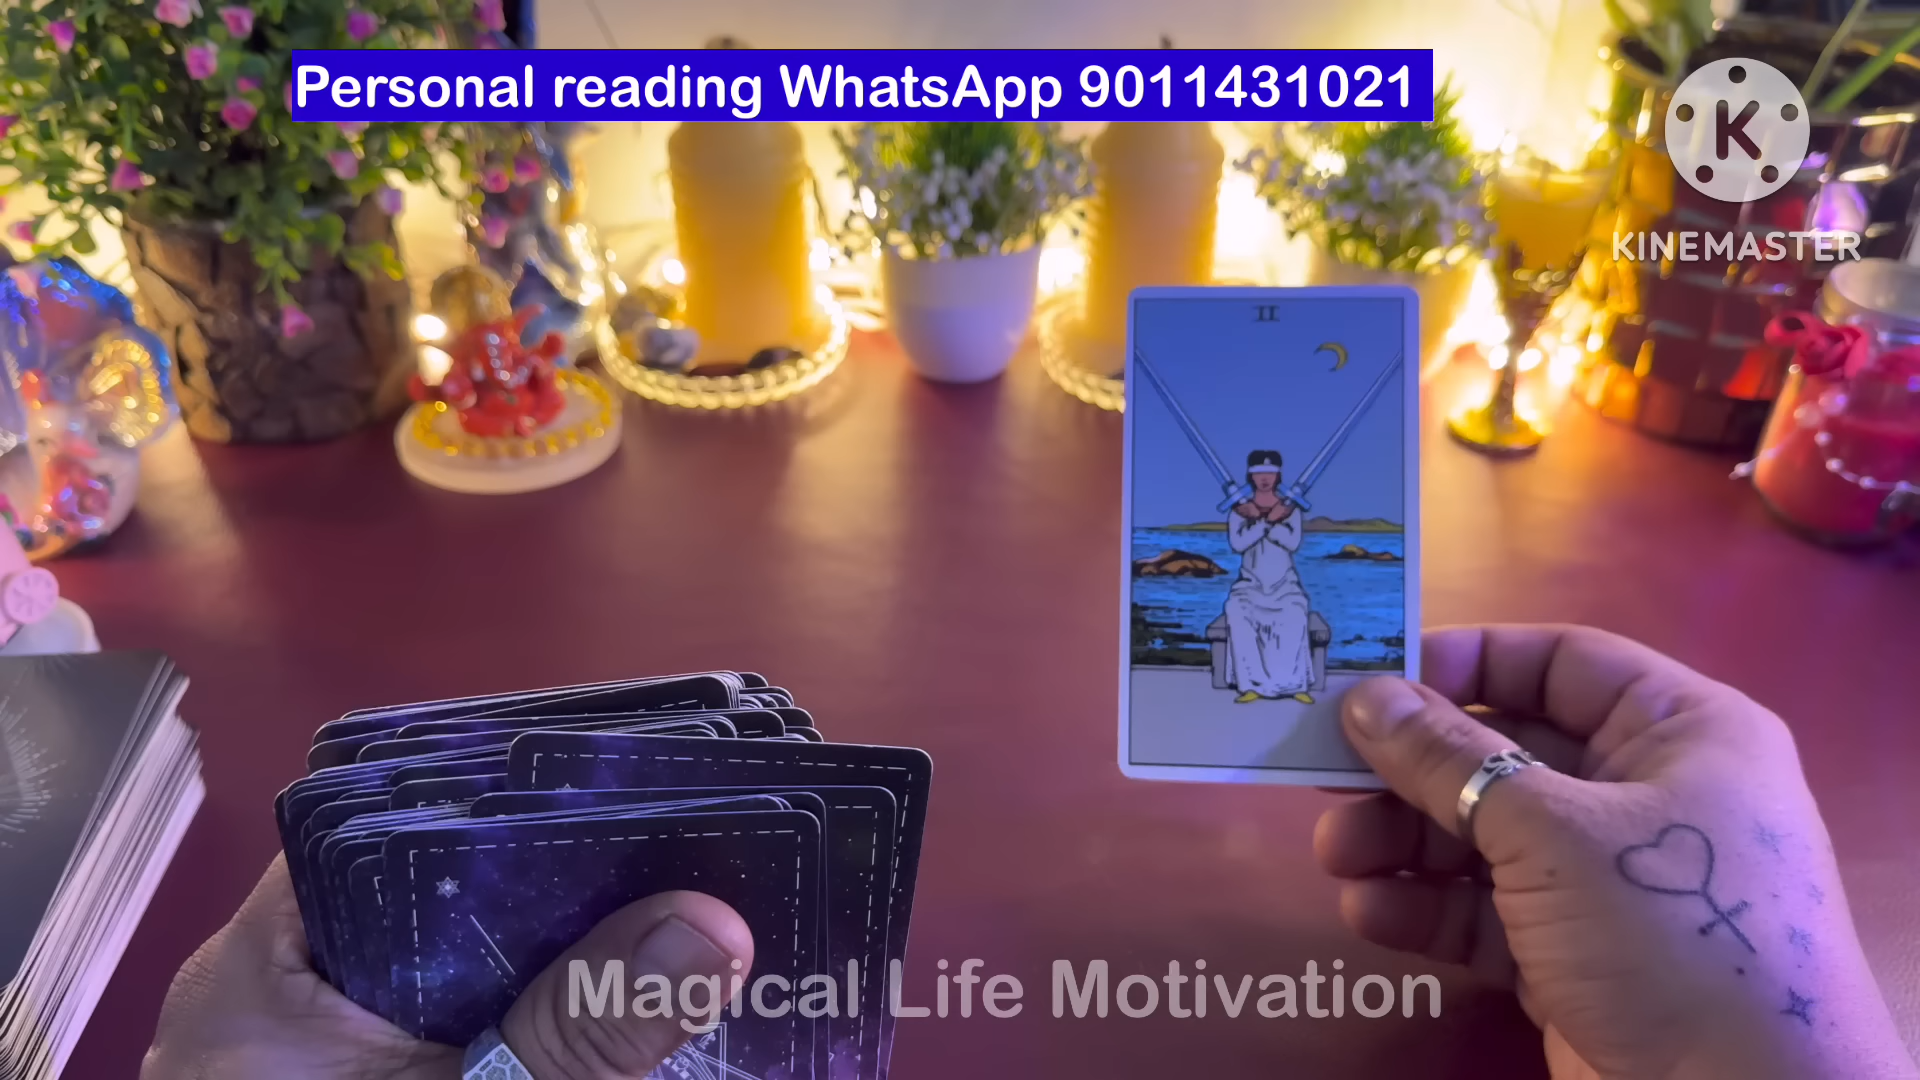 Personal reading WhatsApp 9011431021
K
KINEMASTER
II
Magical Life Motivation